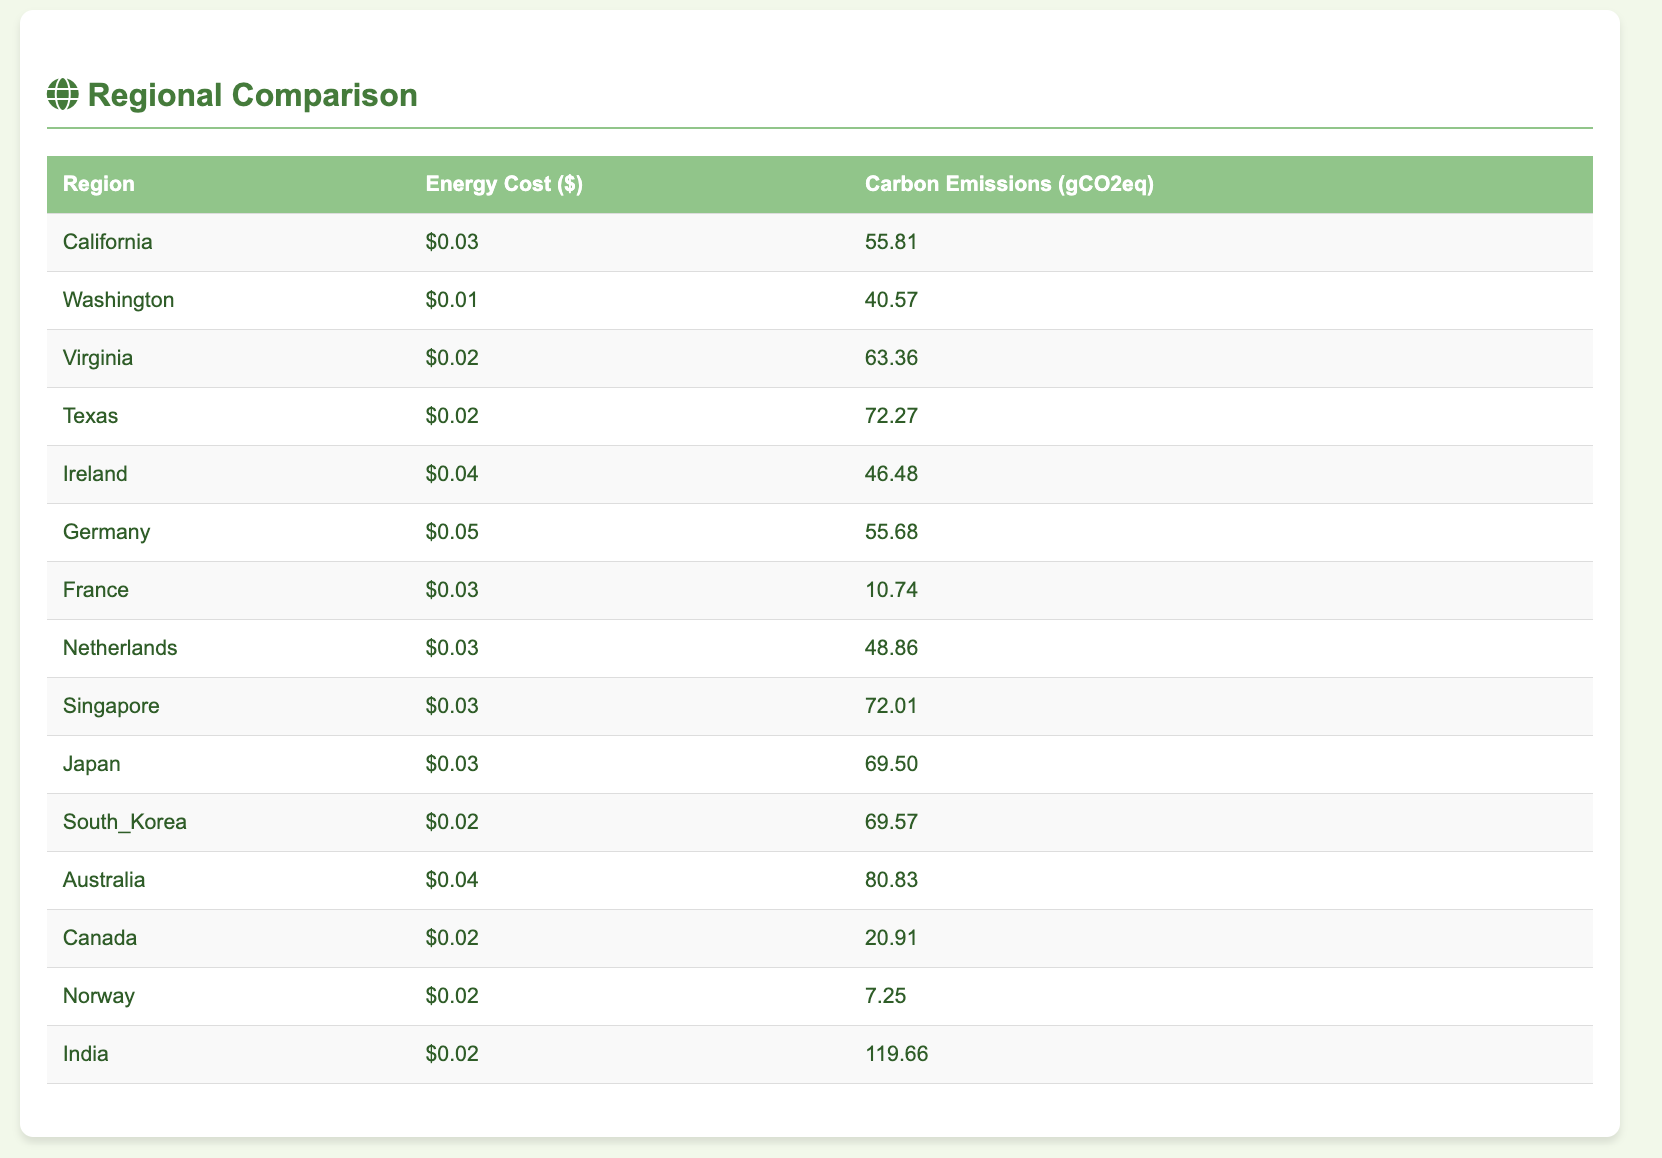 Regional Comparison
Region Energy Cost ($) Carbon Emissions (gCO2eq)
California $0.03 55.81
Washington $0.01 40.57
Virginia $0.02 63.36
Texas $0.02 72.27
Ireland $0.04 46.48
Germany $0.05 55.68
France $0.03 10.74
Netherlands $0.03 48.86
Singapore $0.03 72.01
Japan $0.03 69.50
South_Korea $0.02 69.57
Australia $0.04 80.83
Canada $0.02 20.91
Norway $0.02 7.25
India $0.02 119.66